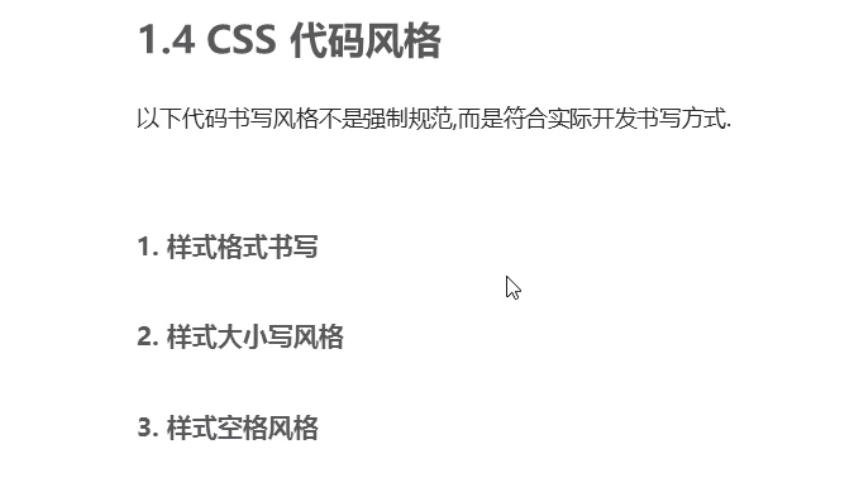 1.4 CSS 代码风格
以下代码书写风格不是强制规范,而是符合实际开发书写方式.
1. 样式格式书写
2. 样式大小写风格
3. 样式空格风格